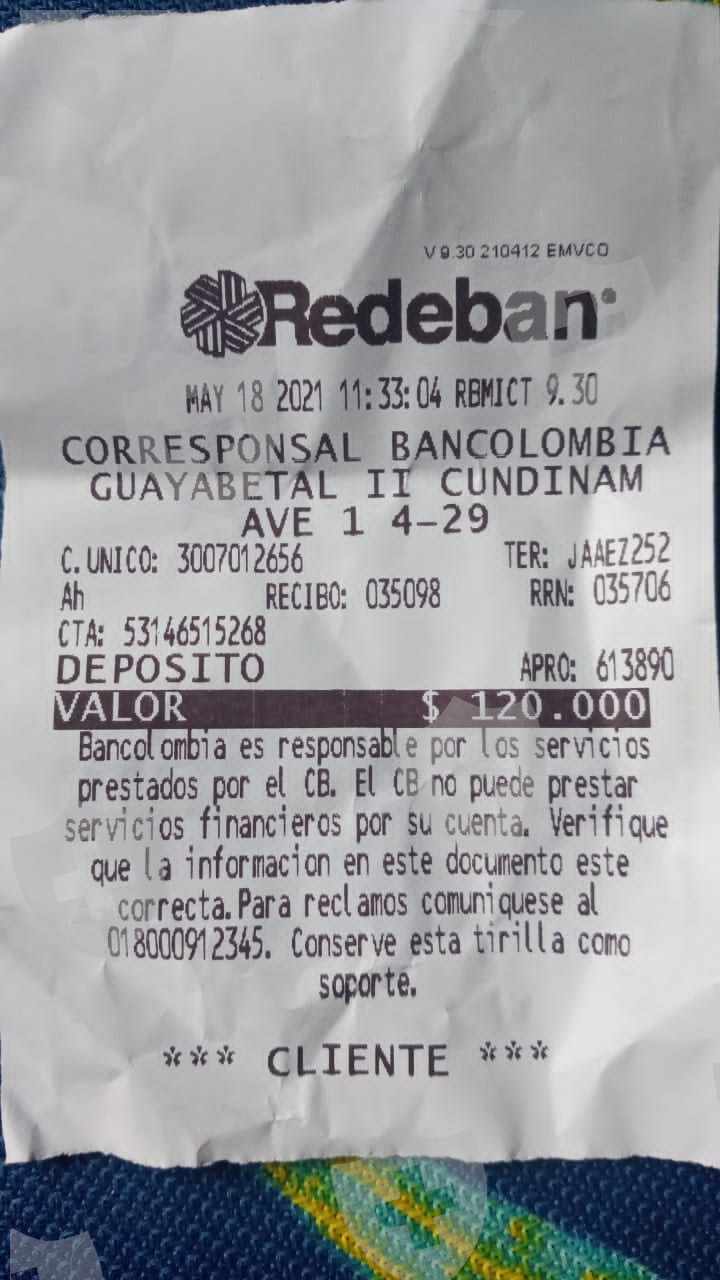 V 9.30 210412 EMVCO
Redeban
MAY 18 2021 11:33:04 RBMICT 9.30
CORRESPONSAL BANCOLOMBIA
GUAYABETAL II CUNDINAM
AVE 1 4-29
C. UNICO: 3007012656 TER: JAAEZ252
Ah RECIBO: 035098 RRN: 035706
CTA: 53146515268
DEPOSITO APRO: 613890
VALOR $ 120.000
Bancolombia es responsable por los servicios
prestados por el CB. El CB no puede prestar
servicios financieros por su cuenta. Verifique
que la informacion en este documento este
correcta. Para reclamos comuniquese al
018000912345. Conserve esta tirilla como
soporte.
*** CLIENTE ***